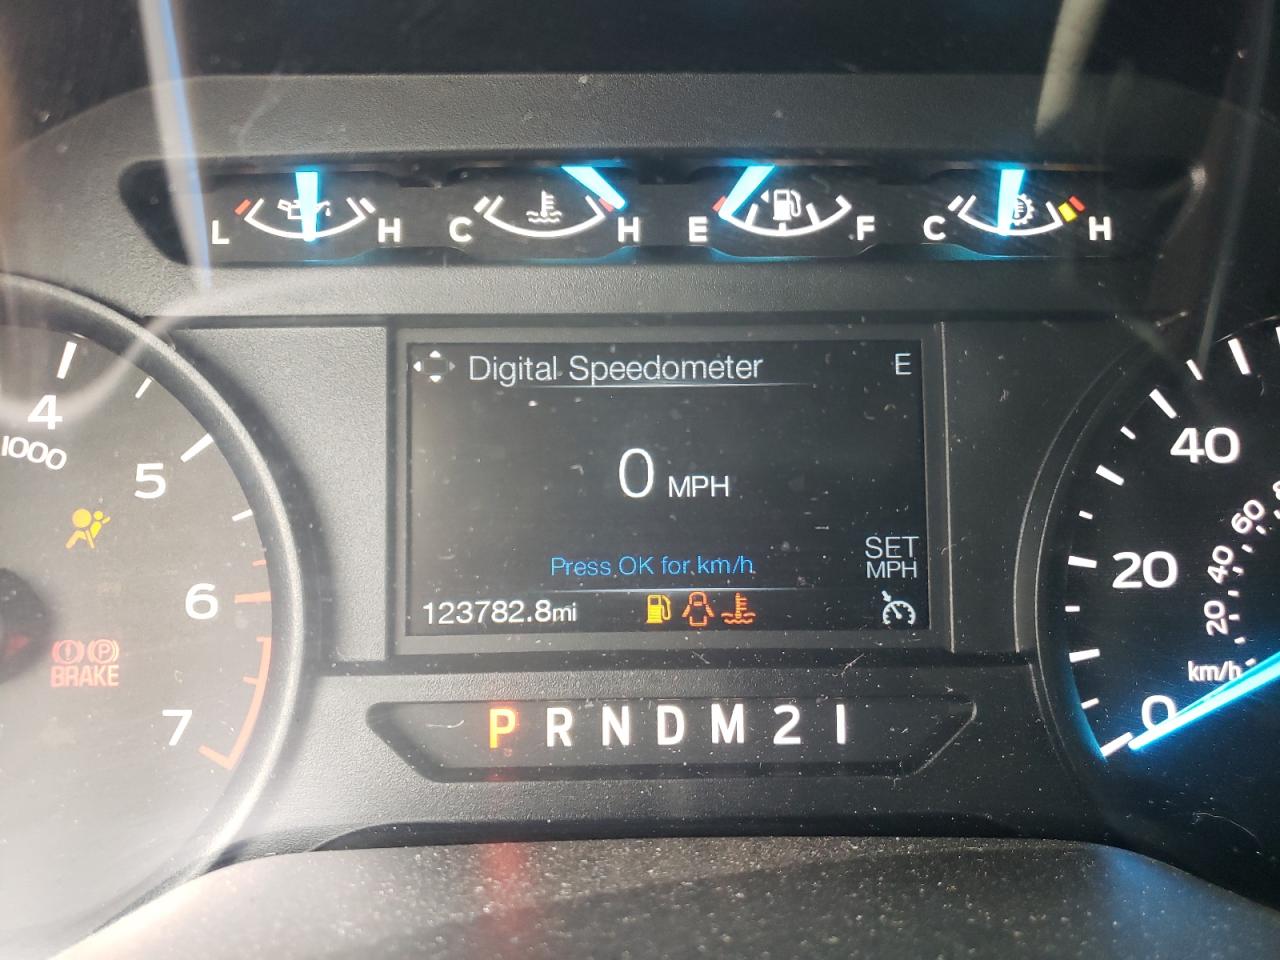 L H C H E F C H
Digital Speedometer E
0 MPH
Press OK for km/h
SET
MPH
123782.8mi
P R N D M 2 1
4
1000
5
6
7
P
BRAKE
40
20
0
60
40
20
km/h